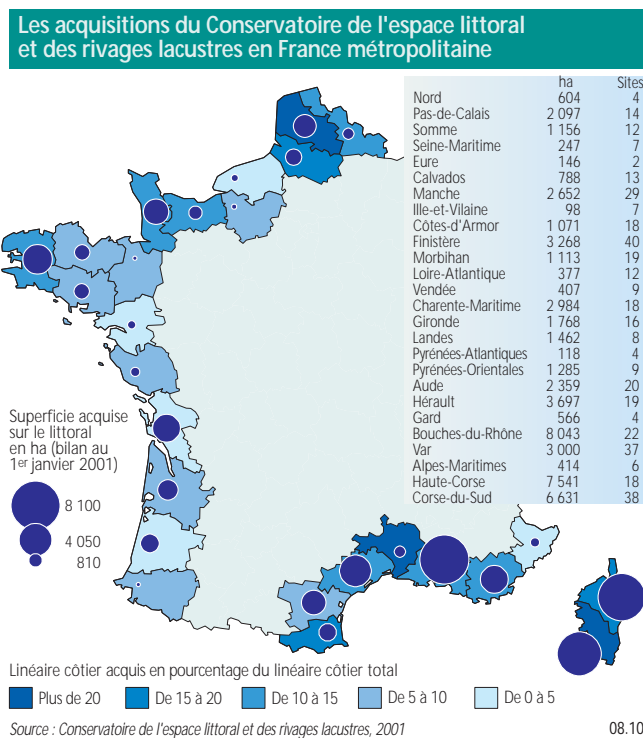 Les acquisitions du Conservatoire de l'espace littoral
et des rivages lacustres en France métropolitaine
ha Sites
Nord 604 4
Pas-de-Calais 2 097 14
Somme 1 156 12
Seine-Maritime 247 7
Eure 146 2
Calvados 788 13
Manche 2 652 29
Ille-et-Vilaine 98 7
Côtes-d'Armor 1 071 18
Finistère 3 268 40
Morbihan 1 113 19
Loire-Atlantique 377 12
Vendée 407 9
Charente-Maritime 2 984 18
Gironde 1 768 16
Landes 1 462 8
Pyrénées-Atlantiques 118 4
Pyrénées-Orientales 1 285 9
Aude 2 359 20
Hérault 3 697 19
Gard 566 4
Bouches-du-Rhône 8 043 22
Var 3 000 37
Alpes-Maritimes 414 6
Haute-Corse 7 541 18
Corse-du-Sud 6 631 38
Superficie acquise
sur le littoral
en ha (bilan au
1er janvier 2001)
8 100
4 050
810
Linéaire côtier acquis en pourcentage du linéaire côtier total
Plus de 20 De 15 à 20 De 10 à 15 De 5 à 10 De 0 à 5
Source : Conservatoire de l'espace littoral et des rivages lacustres, 2001 08.10